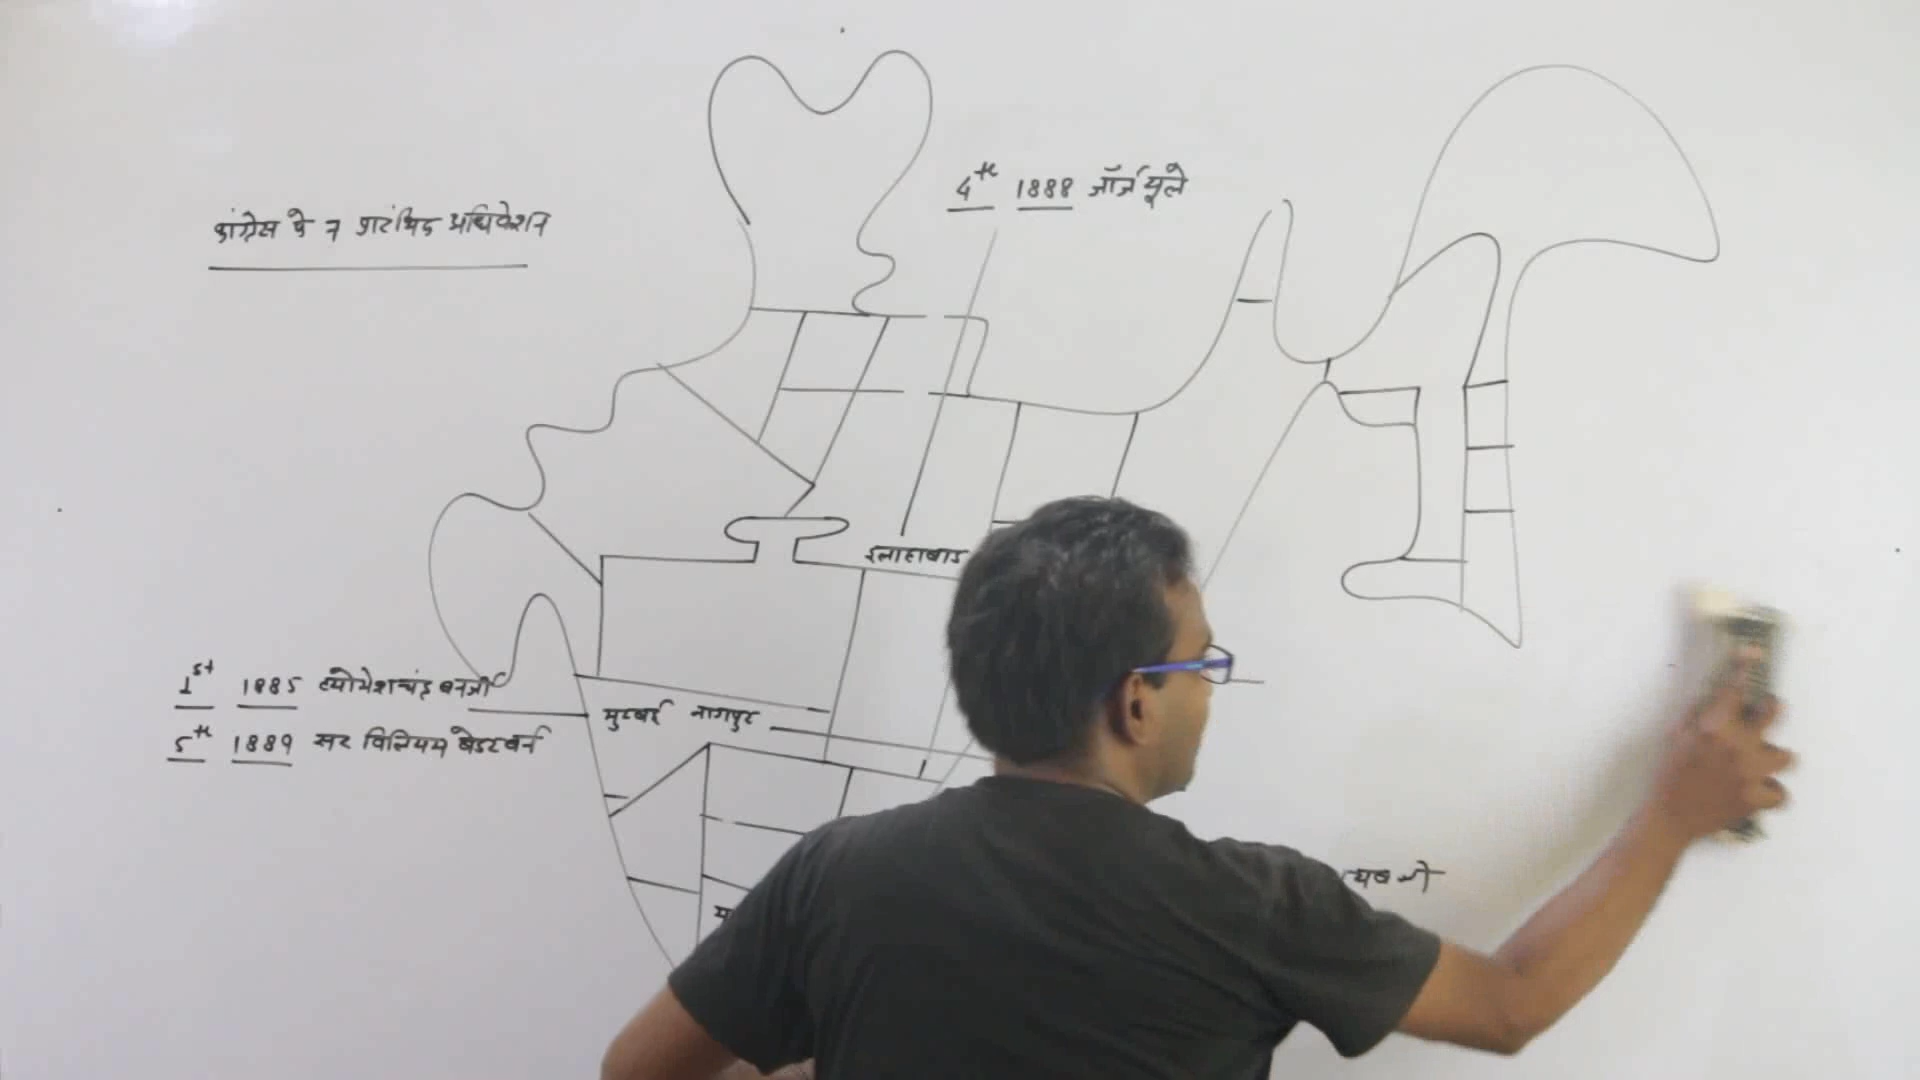 कांग्रेस के 7 प्रारंभिक अधिवेशन
4th 1888 जॉर्ज यूले
इलाहाबाद
1st 1885 व्योमेशचंद्र बनर्जी
मुम्बई नागपुर
5th 1889 सर विलियम वेडरबर्न
म